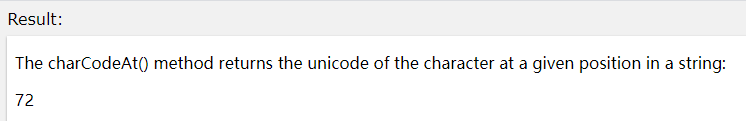 Result:
The charCodeAt() method returns the unicode of the character at a given position in a string:
72